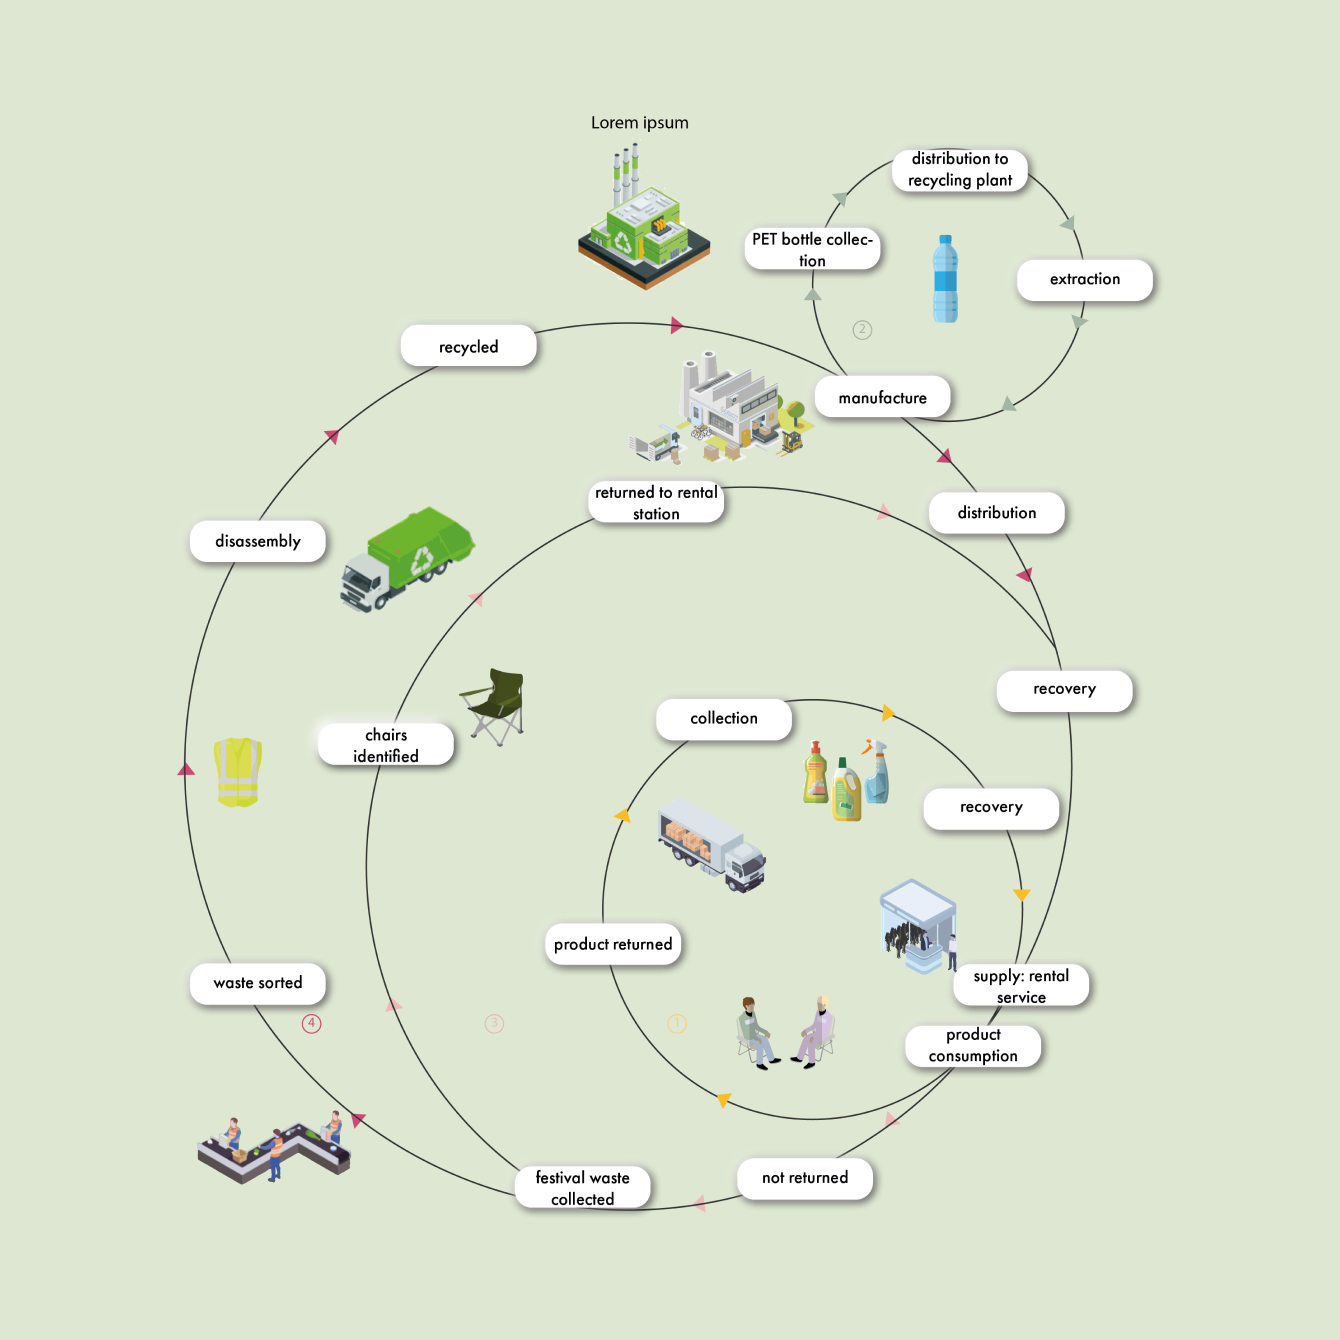 Lorem ipsum
distribution to
recycling plant
PET bottle collec-
tion
extraction
2
recycled
manufacture
returned to rental
station
distribution
disassembly
recovery
collection
chairs
identified
recovery
product returned
waste sorted
supply: rental
service
4
3
1
product
consumption
festival waste
collected
not returned